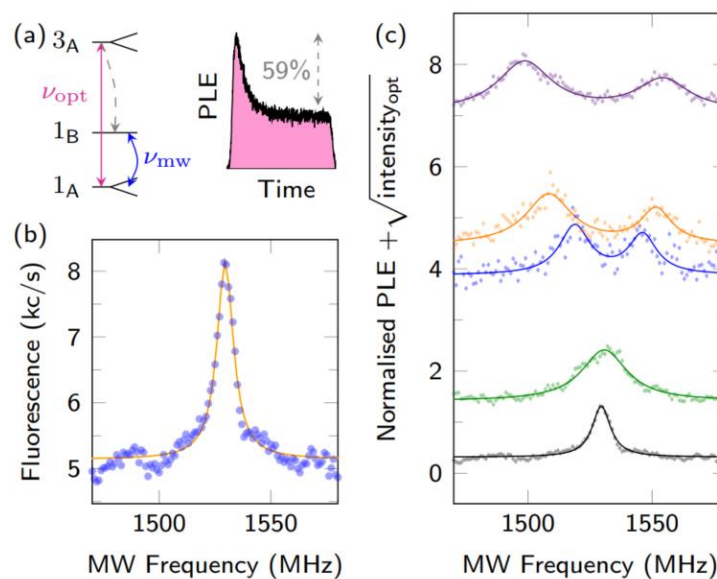 (a)
3A
νopt
1B
νmw
1A
PLE
59%
Time
(b)
Fluorescence (kc/s)
8
7
6
5
1500
1550
MW Frequency (MHz)
(c)
Normalised PLE + √intensityopt
8
6
4
2
0
1500
1550
MW Frequency (MHz)